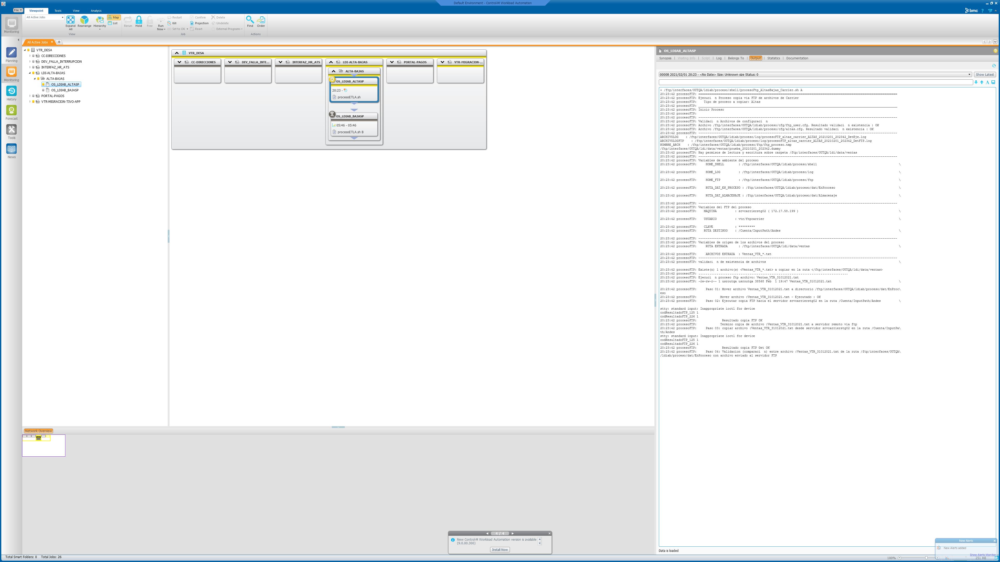 Default Environment - Control-M Workload Automation
File
Viewpoint
Tools
View
Analysis
bmc
?
Monitoring
All Active Jobs
Expand All
Rearrange
Hierarchy
Map
List
View
Rerun
Hold
Free
Run Now
Restart
Kill
Set to OK
Confirm
Projection
React
Delete
Undelete
External Programs
Job
Find
Order
Actions
All Active Jobs
Planning
Monitoring
History
Forecast
Tools
News
VTR_DESA
CC-DIRECCIONES
DEV_FALLA_INTERRUPCION
INTERFAZ_HR_ATS
LDI-ALTA-BAJAS
ALTA-BAJAS
OS_LDIAB_ALTASP
OS_LDIAB_BAJASP
PORTAL-PAGOS
VTR-MIGRACION-TIVO-APP
VTR_DESA
CC-DIRECCIONES
DEV_FALLA_INTE...
INTERFAZ_HR_ATS
LDI-ALTA-BAJAS
PORTAL-PAGOS
VTR-MIGRACION-...
ALTA-BAJAS
OS_LDIAB_ALTASP
20:23 -
procesoETLA.sh
OS_LDIAB_BAJASP
05:46 - 05:46
procesoETLA.sh B
OS_LDIAB_ALTASP
Synopsis | Waiting Info | Script | Log | Belongs To | Output | Statistics | Documentation
00008 2021/02/01 20:23 - <No Date> Size: Unknown size Status: 0
Show Latest
+ /ftp/interfaces/OUTQA/ldiab/proceso/shell/procesoFtp_AltasBajas_Carrier.sh A
20:23:42 procesoFTP: ==============================================================================================================
20:23:42 procesoFTP: Ejecuci  n Proceso copia via FTP de archivos de Carrier
20:23:42 procesoFTP:    Tipo de proceco a copiar: Altas
20:23:42 procesoFTP: ______________________________________________________________________________________________________________
20:23:42 procesoFTP: Inicio Proceso
20:23:42 procesoFTP:
20:23:42 procesoFTP: --------------------------------------------------------------------------------------------------------------
20:23:42 procesoFTP: Validaci  n Archivos de configuraci  n
20:23:42 procesoFTP: Archivo /ftp/interfaces/OUTQA/ldiab/proceso/cfg/ftp_user.cfg. Resultado validaci  n existencia : OK
20:23:42 procesoFTP: Archivo /ftp/interfaces/OUTQA/ldiab/proceso/cfg/altas.cfg. Resultado validaci  n existencia : OK
20:23:42 procesoFTP: --------------------------------------------------------------------------------------------------------------
ARCHIVOLOG    : /ftp/interfaces/OUTQA/ldiab/proceso/log/procesoFTP_altas_carrier_ALTAS_20210201_202342_DetEje.log
ARCHIVOLOGFTP    : /ftp/interfaces/OUTQA/ldiab/proceso/log/procesoFTP_altas_carrier_ALTAS_20210201_202342_DetFTP.log
NOMBRE_ARCH    : /ftp/interfaces/OUTQA/ldiab/proceso/ftp/ftp_proceso.tmp
/ftp/interfaces/OUTQA/ldi/data/ventas/prueba_20210201_202342.dummy
20:23:42 procesoFTP: Hay permisos de lectura y escritura sobre carpeta /ftp/interfaces/OUTQA/ldi/data/ventas
20:23:42 procesoFTP: --------------------------------------------------------------------------------------------------------------
20:23:42 procesoFTP: Variables de ambiente del proceso
20:23:42 procesoFTP:     HOME_SHELL        : /ftp/interfaces/OUTQA/ldiab/proceso/shell \
20:23:42 procesoFTP:     HOME_LOG          : /ftp/interfaces/OUTQA/ldiab/proceso/log \
20:23:42 procesoFTP:     HOME_FTP          : /ftp/interfaces/OUTQA/ldiab/proceso/ftp \
20:23:42 procesoFTP:     RUTA_DAT_EN_PROCESO : /ftp/interfaces/OUTQA/ldiab/proceso/dat/EnProceso \
20:23:42 procesoFTP:     RUTA_DAT_ALMACENAJE : /ftp/interfaces/OUTQA/ldiab/proceso/dat/Almacenaje \
20:23:42 procesoFTP: --------------------------------------------------------------------------------------------------------------
20:23:42 procesoFTP: Variables del FTP del proceso
20:23:42 procesoFTP:    MAQUINA          : srvcarrierstg02 ( 172.17.58.199 ) \
20:23:42 procesoFTP:    USUARIO          : vtr/ftpcarrier \
20:23:42 procesoFTP:    CLAVE            : *********
20:23:42 procesoFTP:    RUTA DESTINOO    : /Cuenta/InputPath/Andes \
20:23:42 procesoFTP: --------------------------------------------------------------------------------------------------------------
20:23:42 procesoFTP: Variables de origen de los archivos del proceso
20:23:42 procesoFTP:     RUTA ENTRADA      : /ftp/interfaces/OUTQA/ldi/data/ventas \
20:23:42 procesoFTP:     ARCHIVOS ENTRADA  : Ventas_VTR_*.txt
20:23:42 procesoFTP: --------------------------------------------------------------------------------------------------------------
20:23:42 procesoFTP: validaci  n de existencia de archivos \
20:23:42 procesoFTP: Existe(n) 1 archivo(s) <Ventas_VTR_*.txt> a copiar en la ruta </ftp/interfaces/OUTQA/ldi/data/ventas>
20:23:42 procesoFTP: ..................................................................................
20:23:42 procesoFTP: Ejecuci  n proceso ftp archivo: Ventas_VTR_31012021.txt
20:23:42 procesoFTP: -rw-rw-r-- 1 usroutqa usroutqa 38568 Feb  1 19:47 Ventas_VTR_31012021.txt \
20:23:42 procesoFTP:     Paso 01: Mover archivo Ventas_VTR_31012021.txt a directorio /ftp/interfaces/OUTQA/ldiab/proceso/dat/EnProc\
eso
20:23:42 procesoFTP:             Mover archivo :Ventas_VTR_31012021.txt - Ejecutado : OK
20:23:42 procesoFTP:     Paso 02: Ejecutar copia FTP hacia el servidor srvcarrierstg02 en la ruta /Cuenta/InputPath/Andes \
stty: standard input: Inappropriate ioctl for device
codResultadoFTP_125 1
codResultadoFTP_226 1
20:23:42 procesoFTP:              Resultado copia FTP OK
20:23:42 procesoFTP:             Termino copia de archivo :Ventas_VTR_31012021.txt a servidor remoto via ftp
20:23:42 procesoFTP:     Paso 03: copiar archivo :Ventas_VTR_31012021.txt desde servidor srvcarrierstg02 en la ruta /Cuenta/InputPa\
th/Andes
stty: standard input: Inappropriate ioctl for device
codResultadoFTP_125 1
codResultadoFTP_226 1
20:23:42 procesoFTP:              Resultado copia FTP Get OK
20:23:42 procesoFTP:     Paso 04: Validacion (comparaci  n) entre archivo :Ventas_VTR_31012021.txt de la ruta /ftp/interfaces/OUTQA\
/ldiab/proceso/dat/EnProceso con archivo enviado al servidor FTP
Network Overview
4 / 4
New Control-M Workload Automation version is available
(9.0.00.300)
Install Now
Data is loaded
New Alerts
New Alerts added
Show Alerts Monitor
Total Smart Folders: 0 Total Jobs: 26
100%
251 MB